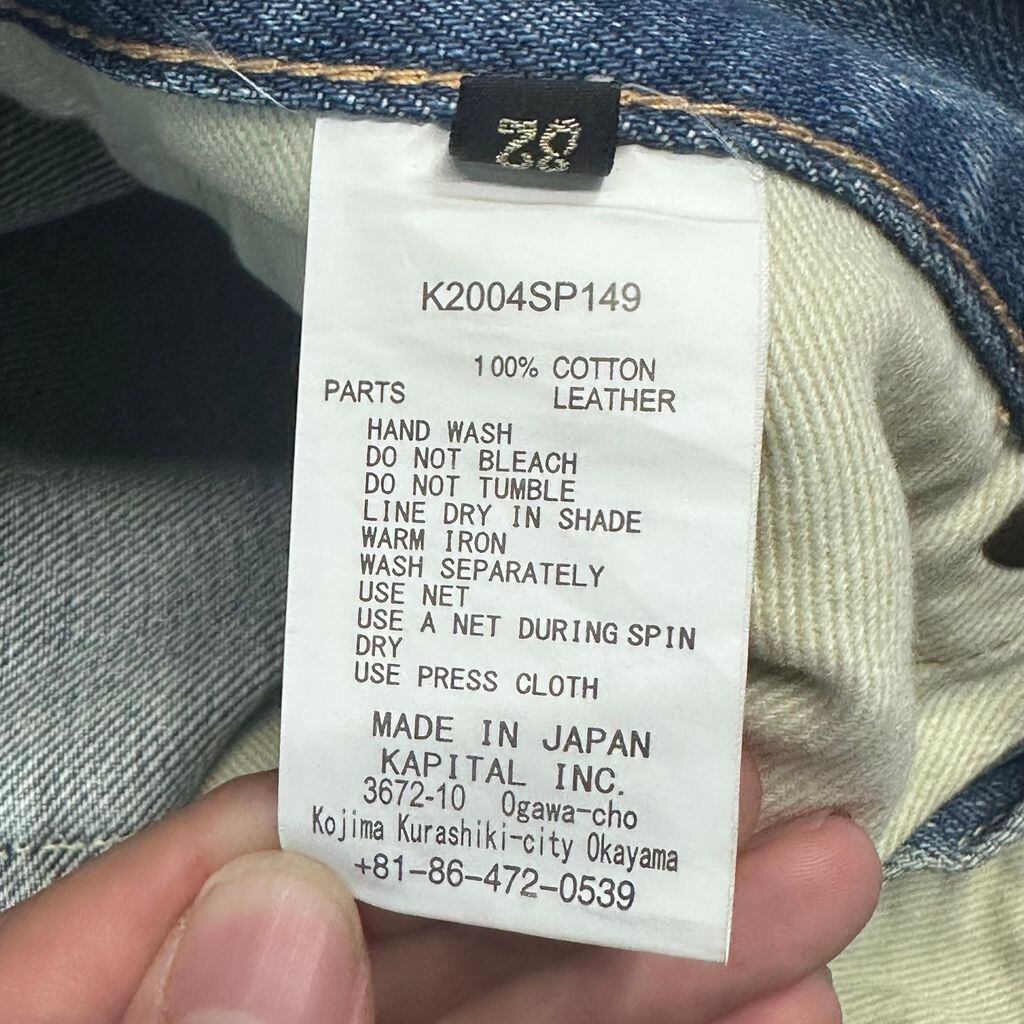 28
K2004SP149
100% COTTON
PARTS LEATHER
HAND WASH
DO NOT BLEACH
DO NOT TUMBLE
LINE DRY IN SHADE
WARM IRON
WASH SEPARATELY
USE NET
USE A NET DURING SPIN
DRY
USE PRESS CLOTH
MADE IN JAPAN
KAPITAL INC.
3672-10 Ogawa-cho
Kojima Kurashiki-city Okayama
+81-86-472-0539